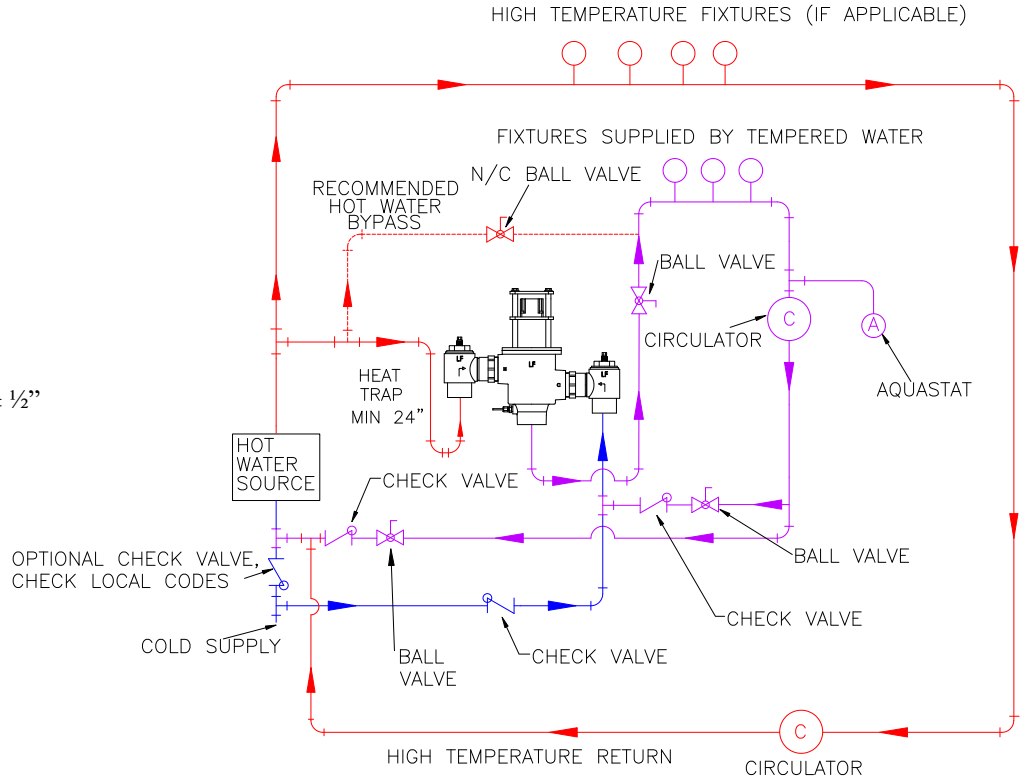 HIGH TEMPERATURE FIXTURES (IF APPLICABLE)
FIXTURES SUPPLIED BY TEMPERED WATER
N/C BALL VALVE
RECOMMENDED
HOT WATER
BYPASS
BALL VALVE
C
CIRCULATOR
A
AQUASTAT
LF
LF
LF
HEAT
TRAP
MIN 24"
½”
HOT
WATER
SOURCE
CHECK VALVE
BALL VALVE
OPTIONAL CHECK VALVE,
CHECK LOCAL CODES
CHECK VALVE
COLD SUPPLY
BALL
VALVE
CHECK VALVE
C
HIGH TEMPERATURE RETURN
CIRCULATOR